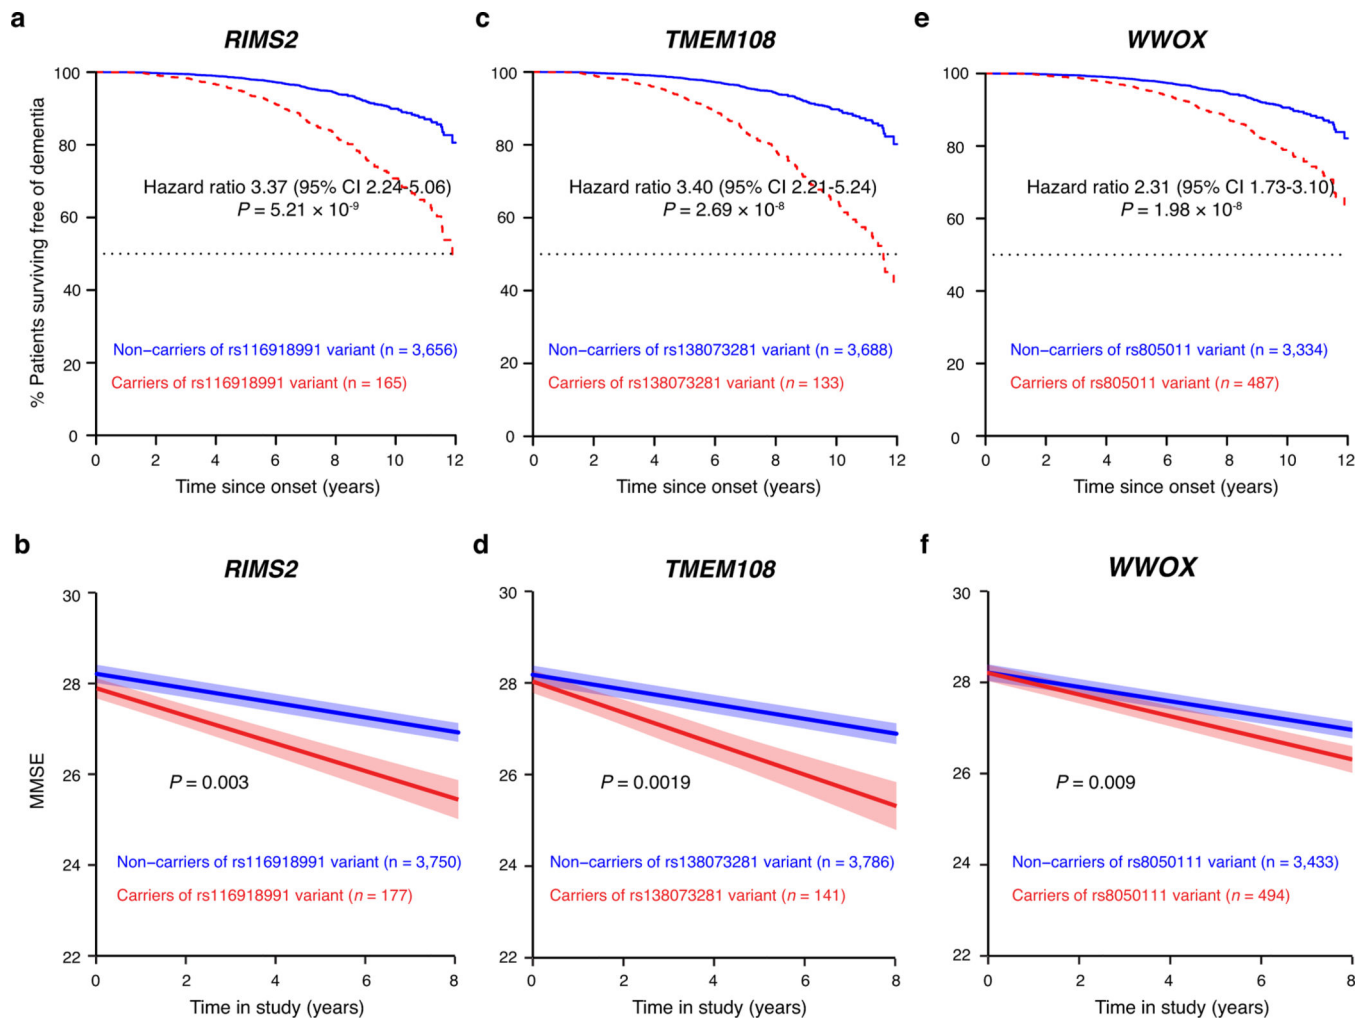 a
RIMS2
% Patients surviving free of dementia
100
80
60
40
20
0
Hazard ratio 3.37 (95% CI 2.24-5.06)
P = 5.21 × 10-9
Non−carriers of rs116918991 variant (n = 3,656)
Carriers of rs116918991 variant (n = 165)
0 2 4 6 8 10 12
Time since onset (years)
c
TMEM108
100
80
60
40
20
0
Hazard ratio 3.40 (95% CI 2.21-5.24)
P = 2.69 × 10-8
Non−carriers of rs138073281 variant (n = 3,688)
Carriers of rs138073281 variant (n = 133)
0 2 4 6 8 10 12
Time since onset (years)
e
WWOX
100
80
60
40
20
0
Hazard ratio 2.31 (95% CI 1.73-3.10)
P = 1.98 × 10-8
Non−carriers of rs805011 variant (n = 3,334)
Carriers of rs805011 variant (n = 487)
0 2 4 6 8 10 12
Time since onset (years)
b
RIMS2
MMSE
30
28
26
24
22
P = 0.003
Non−carriers of rs116918991 variant (n = 3,750)
Carriers of rs116918991 variant (n = 177)
0 2 4 6 8
Time in study (years)
d
TMEM108
30
28
26
24
22
P = 0.0019
Non−carriers of rs138073281 variant (n = 3,786)
Carriers of rs138073281 variant (n = 141)
0 2 4 6 8
Time in study (years)
f
WWOX
30
28
26
24
22
P = 0.009
Non−carriers of rs8050111 variant (n = 3,433)
Carriers of rs8050111 variant (n = 494)
0 2 4 6 8
Time in study (years)